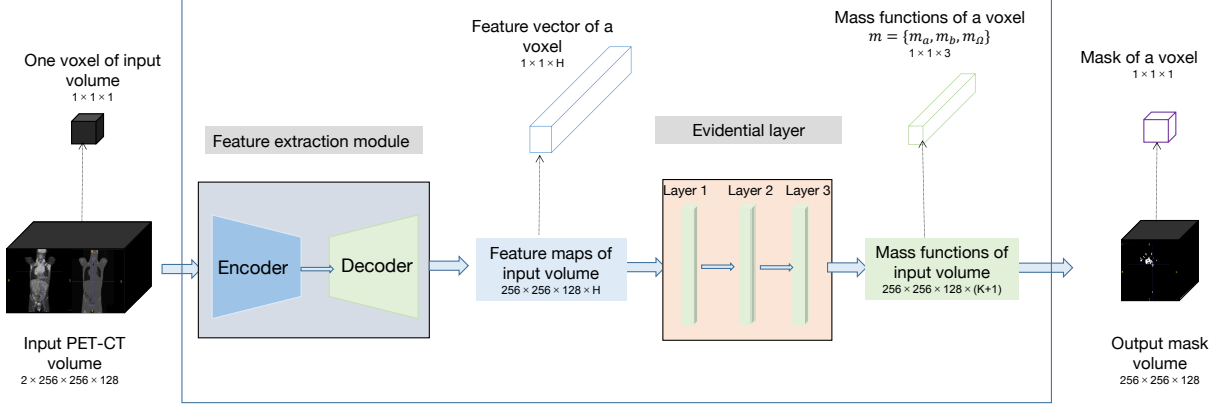 One voxel of input
volume
1 × 1 × 1
Input PET-CT
volume
2 × 256 × 256 × 128
Feature extraction module
Encoder
Decoder
Feature vector of a
voxel
1 × 1 × H
Feature maps of
input volume
256 × 256 × 128 × H
Evidential layer
Layer 1
Layer 2
Layer 3
Mass functions of a voxel
m = {m_a, m_b, m_Ω}
1 × 1 × 3
Mass functions of
input volume
256 × 256 × 128 × (K+1)
Mask of a voxel
1 × 1 × 1
Output mask
volume
256 × 256 × 128